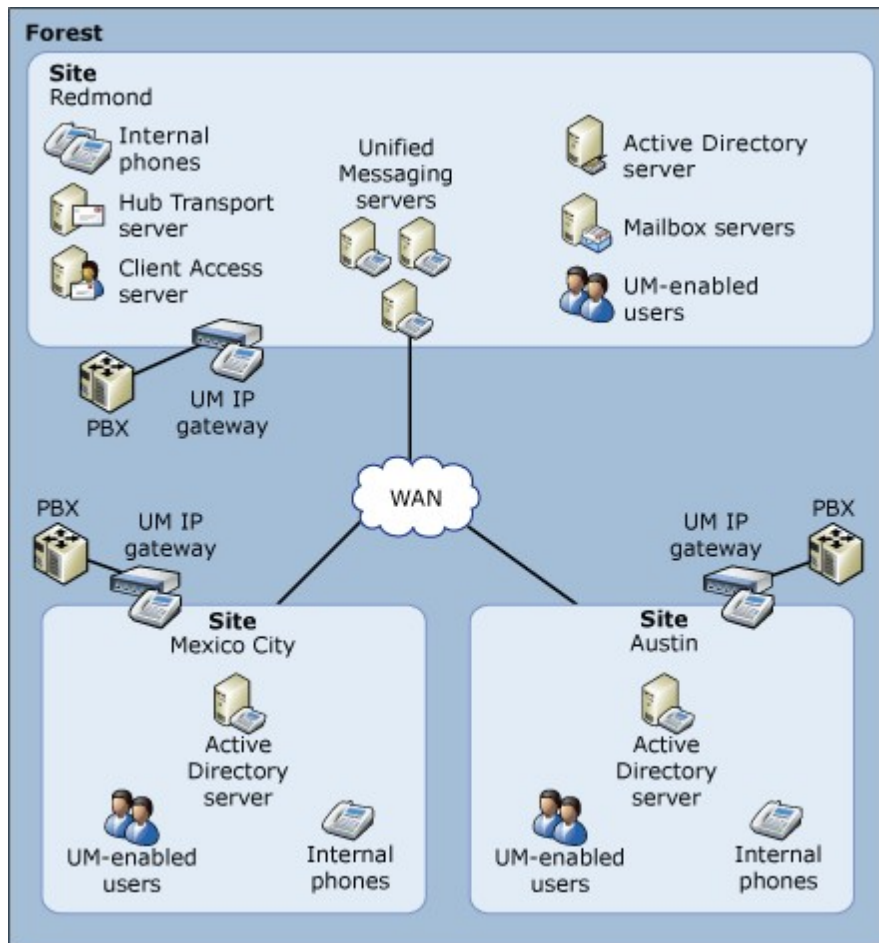 Forest
Site
Redmond
Internal
phones
Hub Transport
server
Client Access
server
Unified
Messaging
servers
Active Directory
server
Mailbox servers
UM-enabled
users
PBX
UM IP
gateway
WAN
PBX
UM IP
gateway
UM IP
gateway
PBX
Site
Mexico City
Active
Directory
server
UM-enabled
users
Internal
phones
Site
Austin
Active
Directory
server
UM-enabled
users
Internal
phones